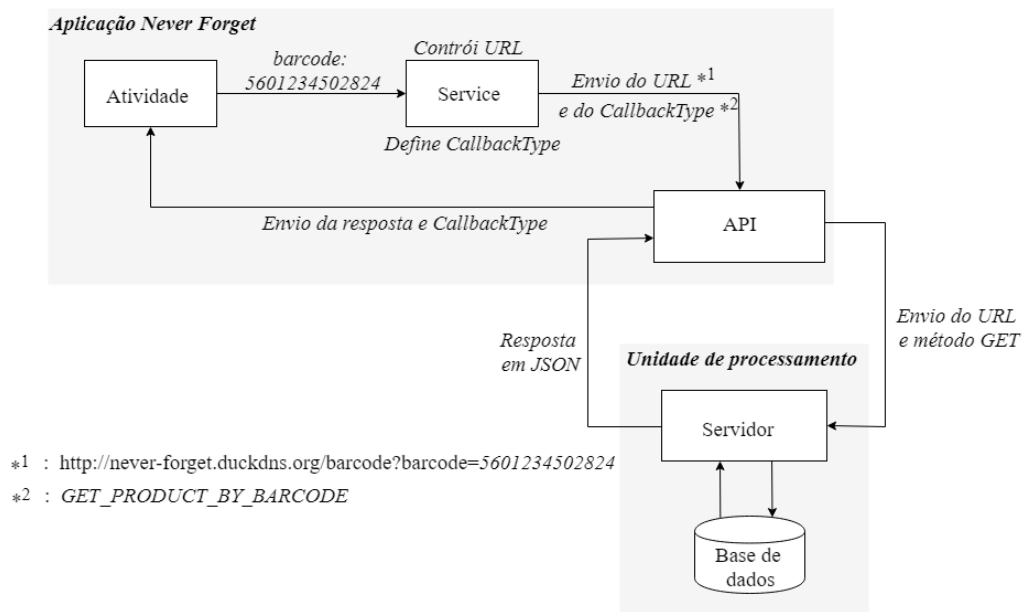 Aplicação Never Forget
Contrói URL
barcode:
5601234502824
Atividade
Service
Envio do URL *1
e do CallbackType *2
Define CallbackType
Envio da resposta e CallbackType
API
Envio do URL
e método GET
Resposta
em JSON
Unidade de processamento
Servidor
*1 : http://never-forget.duckdns.org/barcode?barcode=5601234502824
*2 : GET_PRODUCT_BY_BARCODE
Base de
dados